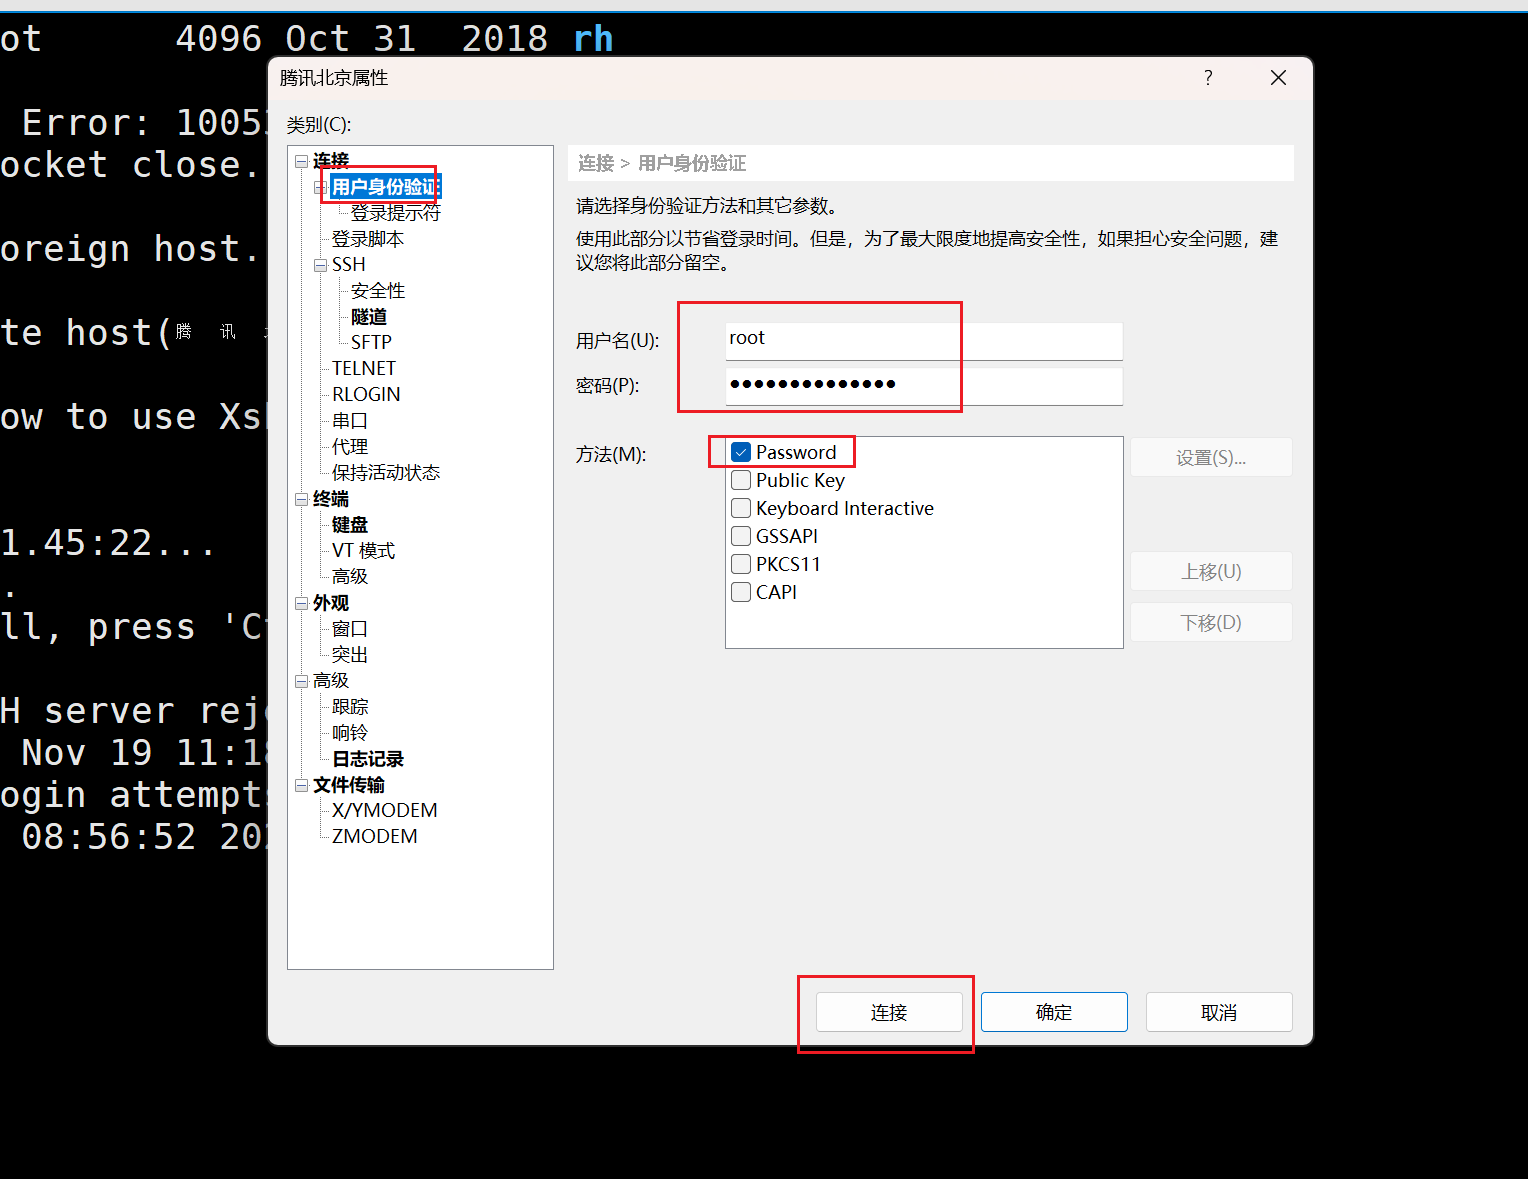 ot      4096 Oct 31  2018 rh
腾讯北京属性
?
Error: 1005
类别(C):
ocket close.
连接
连接 > 用户身份验证
用户身份验证
请选择身份验证方法和其它参数。
登录提示符
登录脚本
使用此部分以节省登录时间。但是，为了最大限度地提高安全性，如果担心安全问题，建
议您将此部分留空。
oreign host.
SSH
安全性
隧道
te host(腾 讯
用户名(U):
root
SFTP
TELNET
密码(P):
●●●●●●●●●●●●●●
RLOGIN
ow to use Xs
串口
代理
方法(M):
Password
设置(S)...
保持活动状态
Public Key
终端
Keyboard Interactive
键盘
1.45:22...
GSSAPI
VT 模式
PKCS11
上移(U)
高级
.
CAPI
外观
ll, press 'C
窗口
下移(D)
突出
高级
跟踪
H server rej
响铃
Nov 19 11:18
日志记录
文件传输
ogin attempts
X/YMODEM
ZMODEM
08:56:52 20
连接
确定
取消